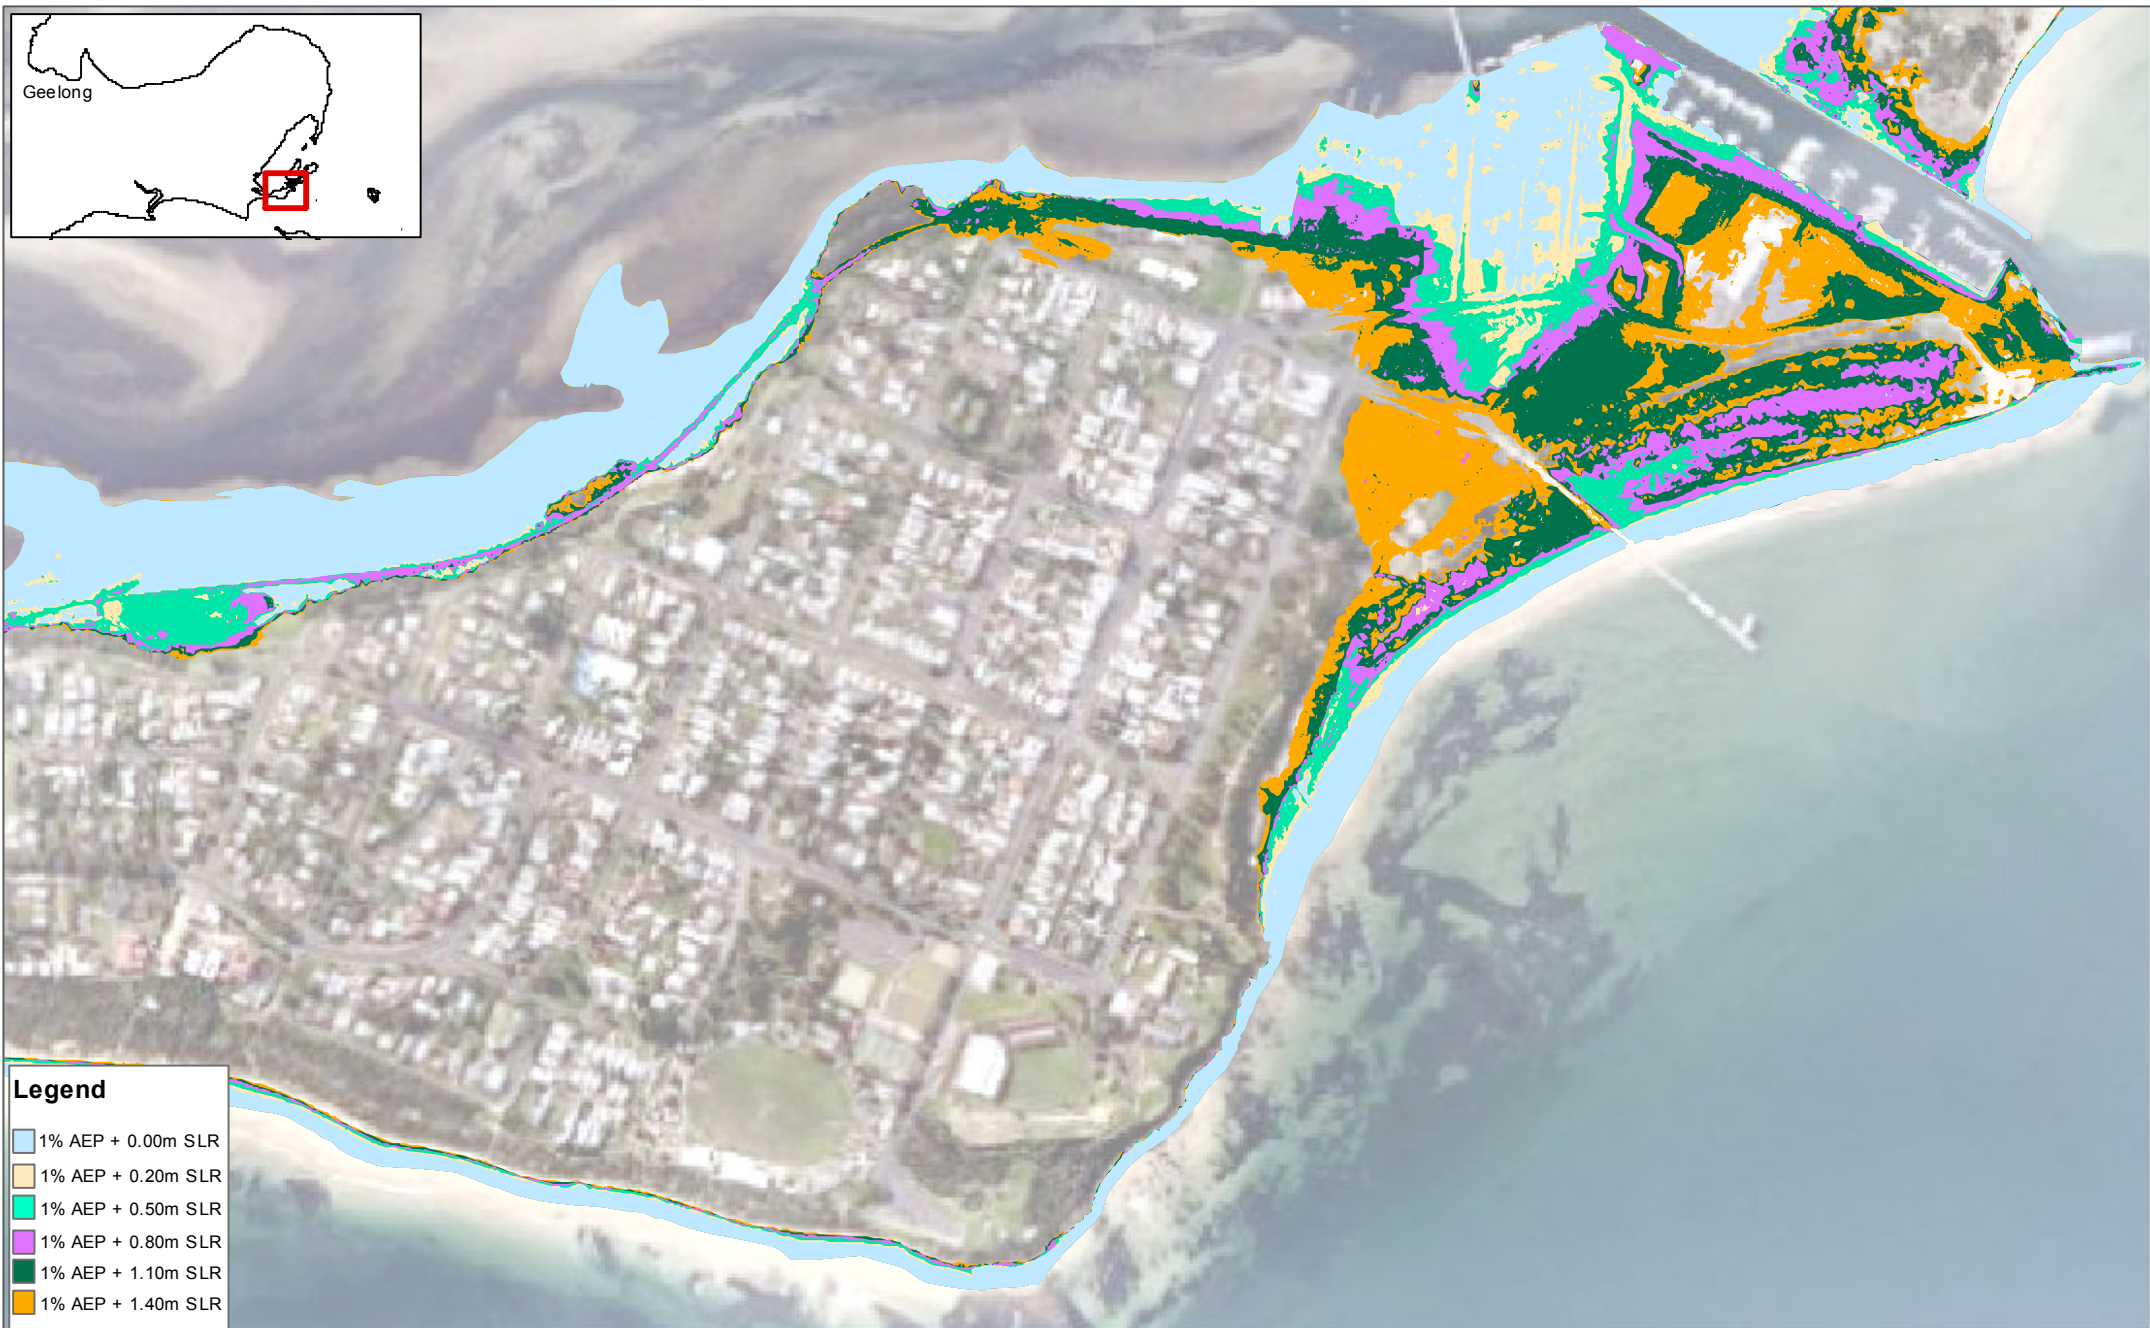 Geelong
Legend
1% AEP + 0.00m SLR
1% AEP + 0.20m SLR
1% AEP + 0.50m SLR
1% AEP + 0.80m SLR
1% AEP + 1.10m SLR
1% AEP + 1.40m SLR